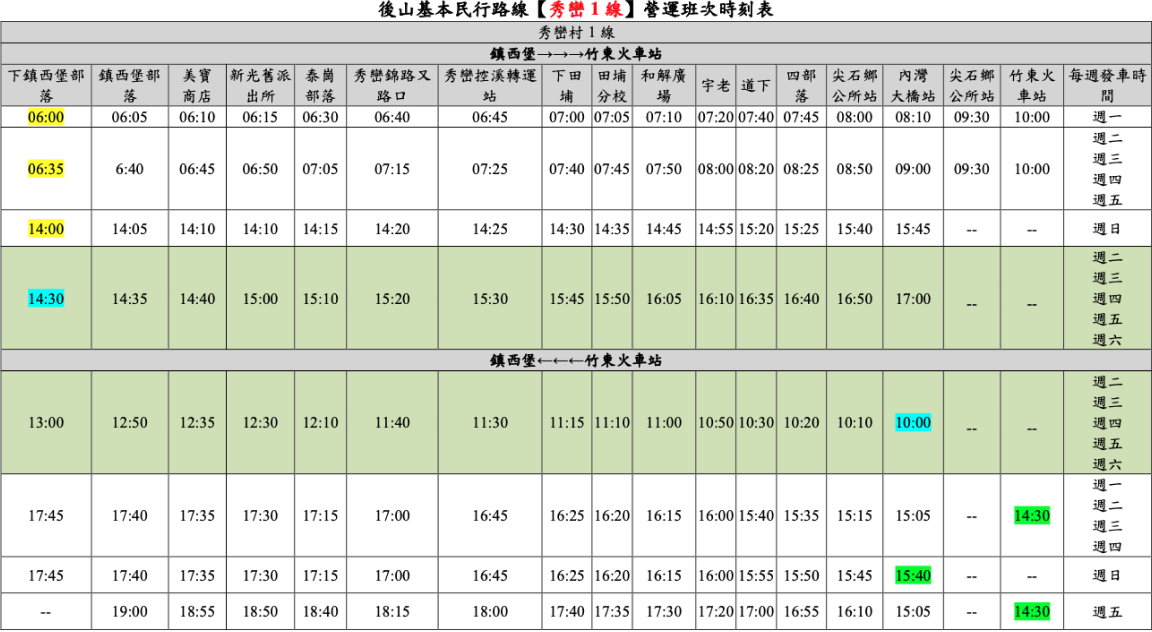 後山基本民行路線【秀巒 1 線】營運班次時刻表
秀巒村 1 線
鎮西堡→→→竹東火車站
下鎮西堡部落 鎮西堡部落 美寶商店 新光舊派出所 泰崗部落 秀巒錦路叉路口 秀巒控溪轉運站 下田埔 田埔分校 和解廣場 宇老 道下 四部落 尖石鄉公所站 內灣大橋站 尖石鄉公所站 竹東火車站 每週發車時間
06:00 06:05 06:10 06:15 06:30 06:40 06:45 07:00 07:05 07:10 07:20 07:40 07:45 08:00 08:10 09:30 10:00 週一
06:35 6:40 06:45 06:50 07:05 07:15 07:25 07:40 07:45 07:50 08:00 08:20 08:25 08:50 09:00 09:30 10:00 週二 週三 週四 週五
14:00 14:05 14:10 14:10 14:15 14:20 14:25 14:30 14:35 14:45 14:55 15:20 15:25 15:40 15:45 -- -- 週日
14:30 14:35 14:40 15:00 15:10 15:20 15:30 15:45 15:50 16:05 16:10 16:35 16:40 16:50 17:00 -- -- 週二 週三 週四 週五 週六
鎮西堡←←←竹東火車站
13:00 12:50 12:35 12:30 12:10 11:40 11:30 11:15 11:10 11:00 10:50 10:30 10:20 10:10 10:00 -- -- 週二 週三 週四 週五 週六
17:45 17:40 17:35 17:30 17:15 17:00 16:45 16:25 16:20 16:15 16:00 15:40 15:35 15:15 15:05 -- 14:30 週一 週二 週三 週四
17:45 17:40 17:35 17:30 17:15 17:00 16:45 16:25 16:20 16:15 16:00 15:55 15:50 15:45 15:40 -- -- 週日
-- 19:00 18:55 18:50 18:40 18:15 18:00 17:40 17:35 17:30 17:20 17:00 16:55 16:10 15:05 -- 14:30 週五